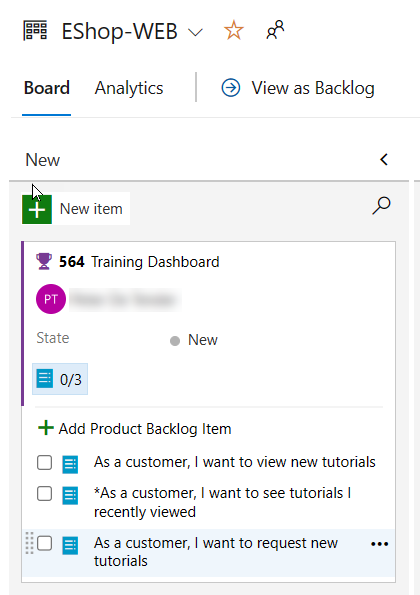 EShop-WEB
Board Analytics View as Backlog
New
New item
564 Training Dashboard
PT
State New
0/3
Add Product Backlog Item
As a customer, I want to view new tutorials
*As a customer, I want to see tutorials I
recently viewed
As a customer, I want to request new
tutorials